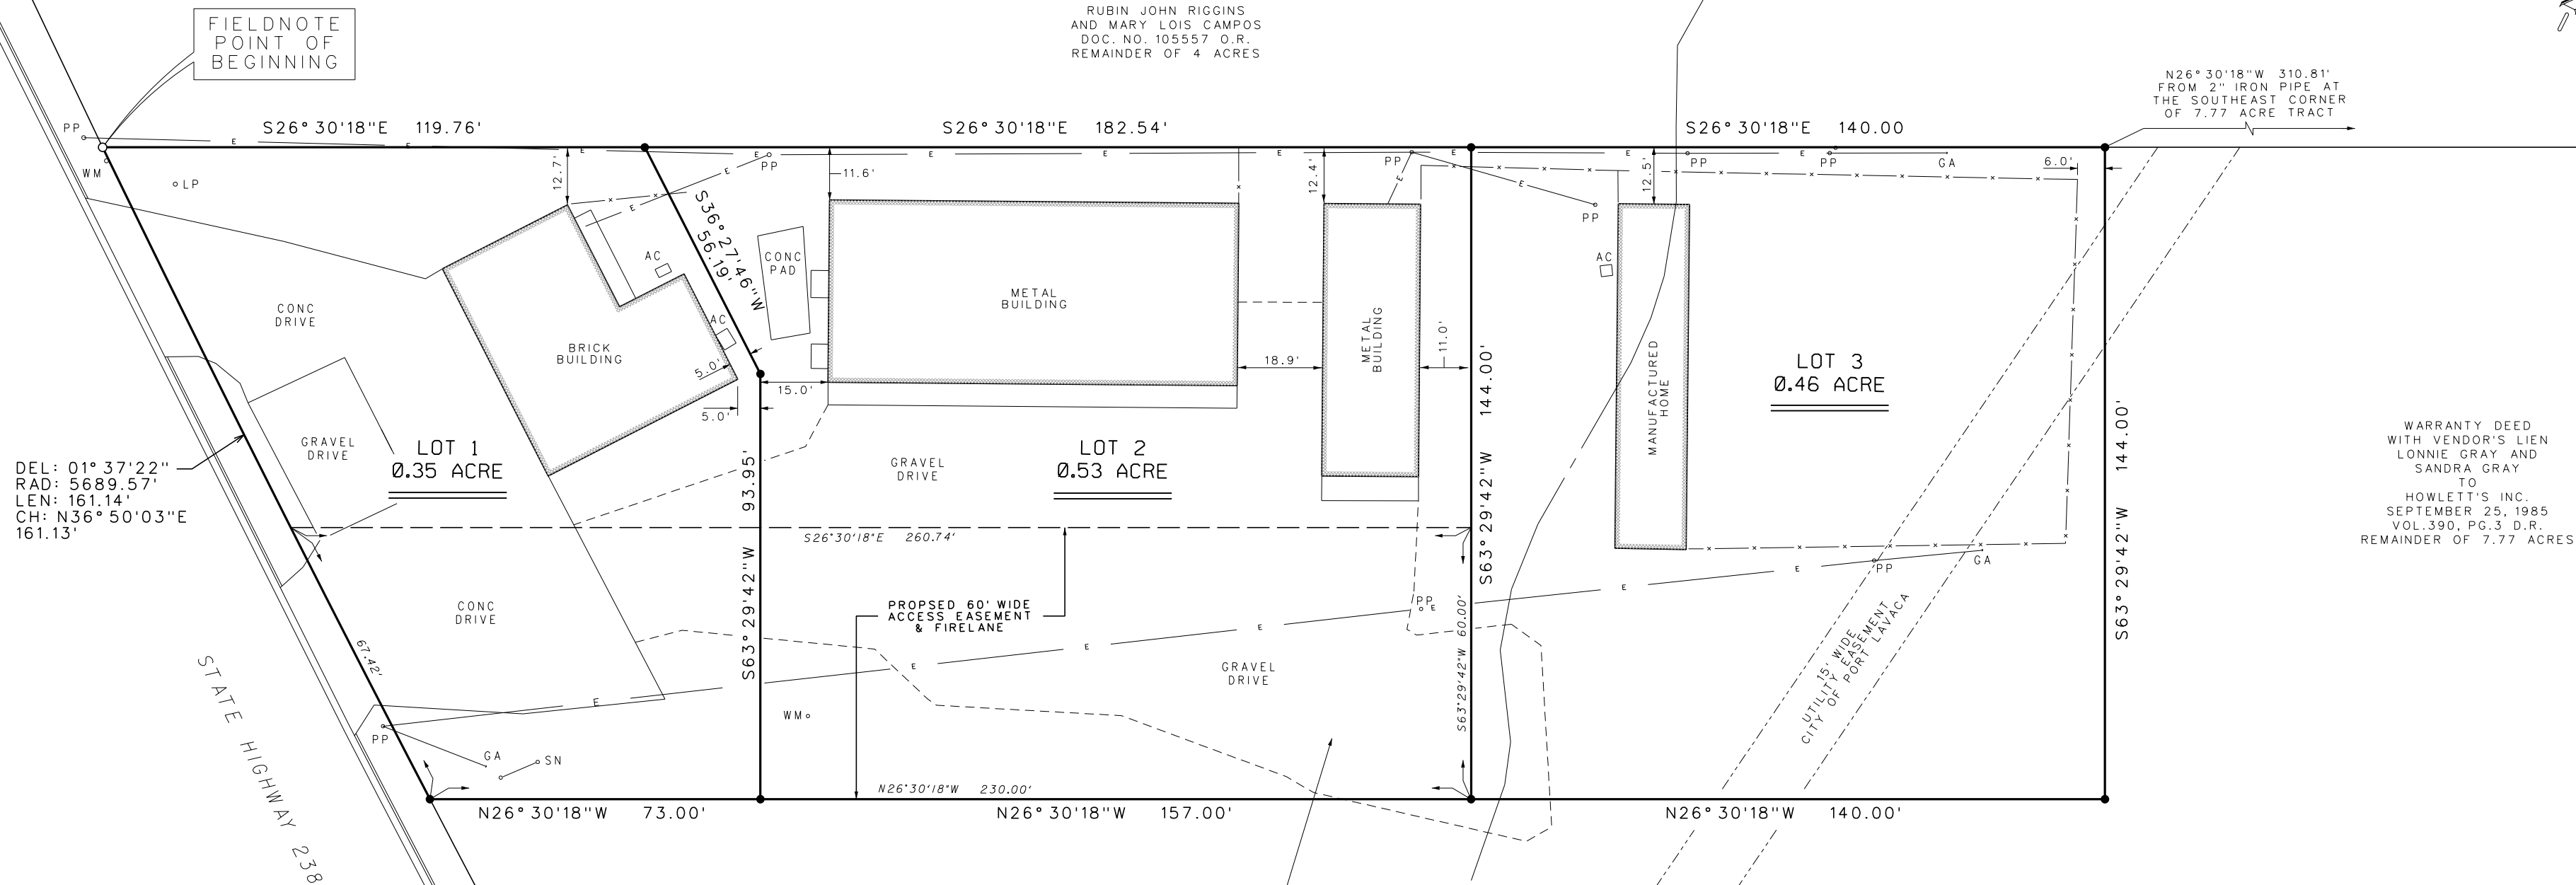 FIELDNOTE
POINT OF
BEGINNING
RUBIN JOHN RIGGINS
AND MARY LOIS CAMPOS
DOC. NO. 105557 O.R.
REMAINDER OF 4 ACRES
N26°30'18"W 310.81'
FROM 2" IRON PIPE AT
THE SOUTHEAST CORNER
OF 7.77 ACRE TRACT
S26°30'18"E 119.76'
S26°30'18"E 182.54'
S26°30'18"E 140.00
PP
E
E
E
E
E
E
E
E
E
E
WM
LP
12.7'
E
E
PP
11.6'
12.4'
PP
E
E
PP
12.5'
PP
PP
GA
6.0'
S36°27'46"W
56.19'
CONC
PAD
AC
AC
AC
CONC
DRIVE
BRICK
BUILDING
METAL
BUILDING
METAL
BUILDING
MANUFACTURED
HOME
5.0'
5.0'
15.0'
18.9'
11.0'
S63°29'42"W 144.00'
LOT 3
0.46 ACRE
GRAVEL
DRIVE
LOT 1
0.35 ACRE
LOT 2
0.53 ACRE
GRAVEL
DRIVE
S63°29'42"W 93.95'
S63°29'42"W 144.00'
DEL: 01°37'22"
RAD: 5689.57'
LEN: 161.14'
CH: N36°50'03"E
161.13'
WARRANTY DEED
WITH VENDOR'S LIEN
LONNIE GRAY AND
SANDRA GRAY
TO
HOWLETT'S INC.
SEPTEMBER 25, 1985
VOL.390, PG.3 D.R.
REMAINDER OF 7.77 ACRES
S26°30'18"E 260.74'
PROPSED 60' WIDE
ACCESS EASEMENT
& FIRELANE
CONC
DRIVE
67.42'
GRAVEL
DRIVE
S63°29'42"W 60.00'
PP
E
E
E
E
E
E
E
PP
GA
15' WIDE
UTILITY EASEMENT
CITY OF PORT LAVACA
STATE HIGHWAY 238
PP
GA
SN
WM
N26°30'18"W 230.00'
N26°30'18"W 73.00'
N26°30'18"W 157.00'
N26°30'18"W 140.00'